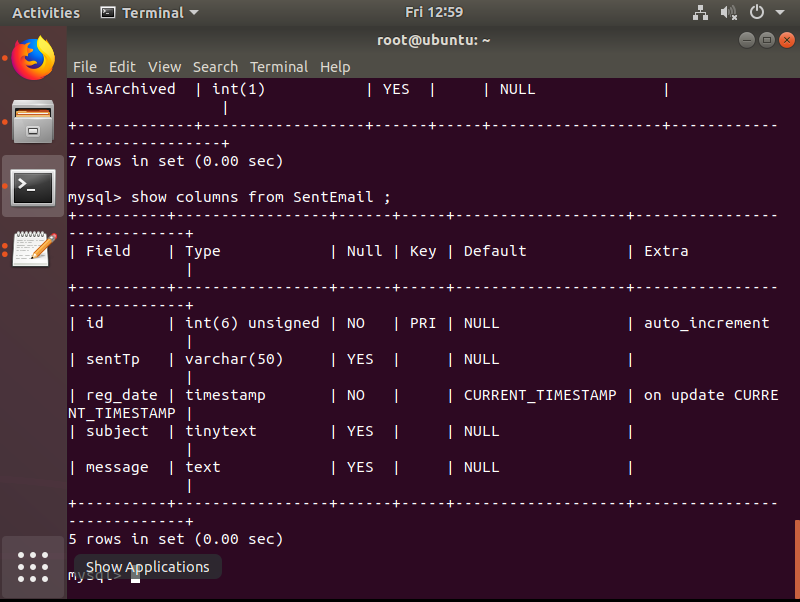 Activities Terminal Fri 12:59
root@ubuntu: ~
File Edit View Search Terminal Help
| isArchived  | int(1)           | YES  |     | NULL              |
                 |
+-------------+------------------+------+-----+-------------------+------------
-----------------+
7 rows in set (0.00 sec)
mysql> show columns from SentEmail ;
+----------+------------------+------+-----+-------------------+----------------
-------------+
| Field    | Type             | Null | Key | Default           | Extra
             |
+----------+------------------+------+-----+-------------------+----------------
-------------+
| id       | int(6) unsigned | NO   | PRI | NULL              | auto_increment
             |
| sentTp   | varchar(50)     | YES  |     | NULL              |
             |
| reg_date | timestamp       | NO   |     | CURRENT_TIMESTAMP | on update CURRE
NT_TIMESTAMP |
| subject  | tinytext        | YES  |     | NULL              |
             |
| message  | text            | YES  |     | NULL              |
             |
+----------+------------------+------+-----+-------------------+----------------
-------------+
5 rows in set (0.00 sec)
Show Applications
mysql>